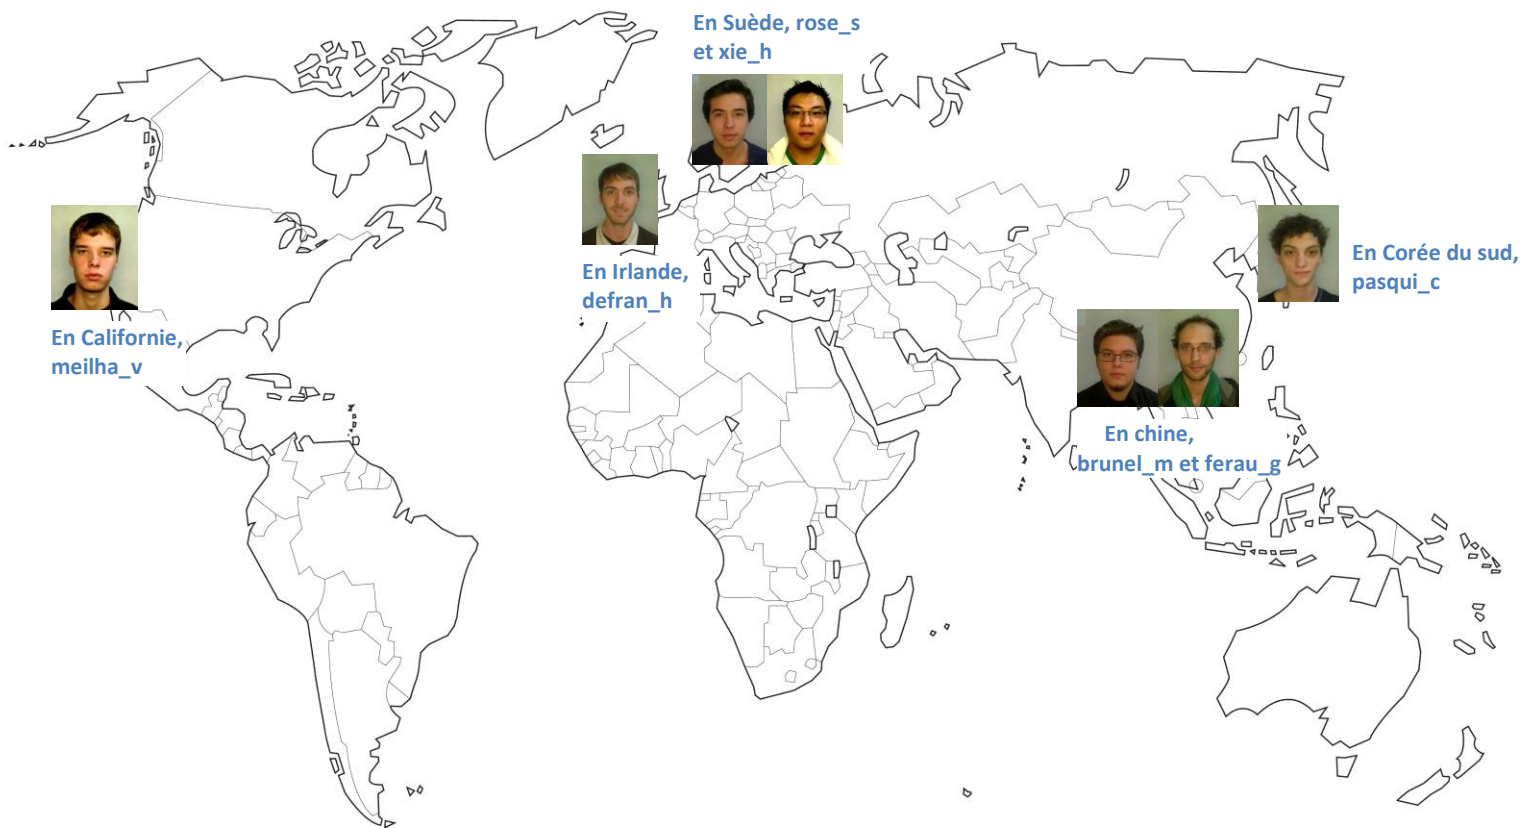 En Suède, rose_s
et xie_h
En Irlande,
defran_h
En Californie,
meilha_v
En Corée du sud,
pasqui_c
En chine,
brunel_m et ferau_g